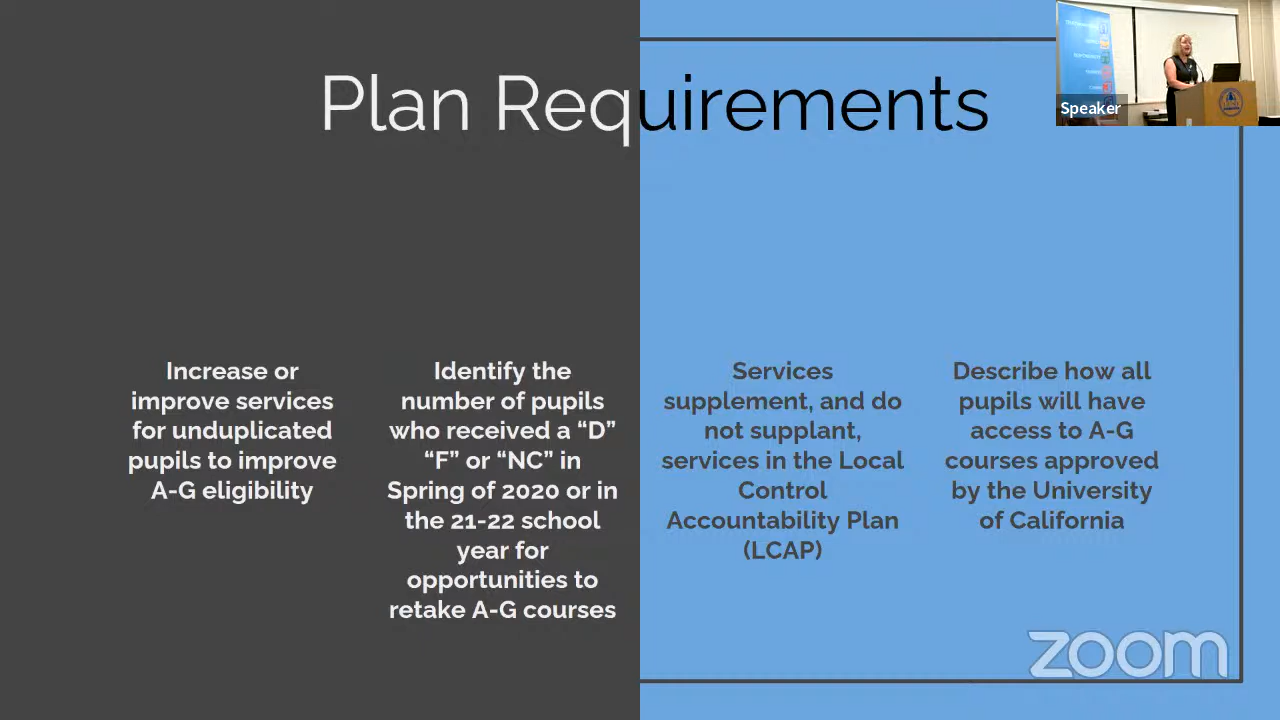 Plan Requirements
Speaker
Increase or
improve services
for unduplicated
pupils to improve
A-G eligibility
Identify the
number of pupils
who received a “D”
“F” or “NC” in
Spring of 2020 or in
the 21-22 school
year for
opportunities to
retake A-G courses
Services
supplement, and do
not supplant,
services in the Local
Control
Accountability Plan
(LCAP)
Describe how all
pupils will have
access to A-G
courses approved
by the University
of California
zoom